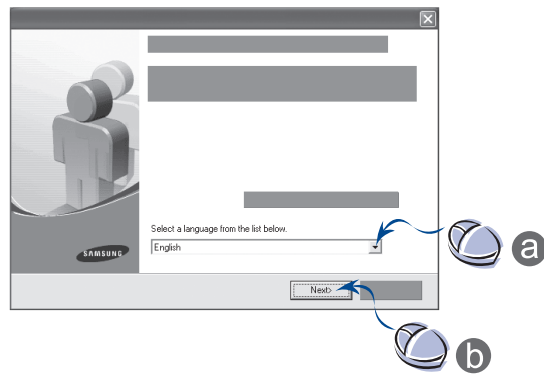 Select a language from the list below.
English
SAMSUNG
Next>
a
b